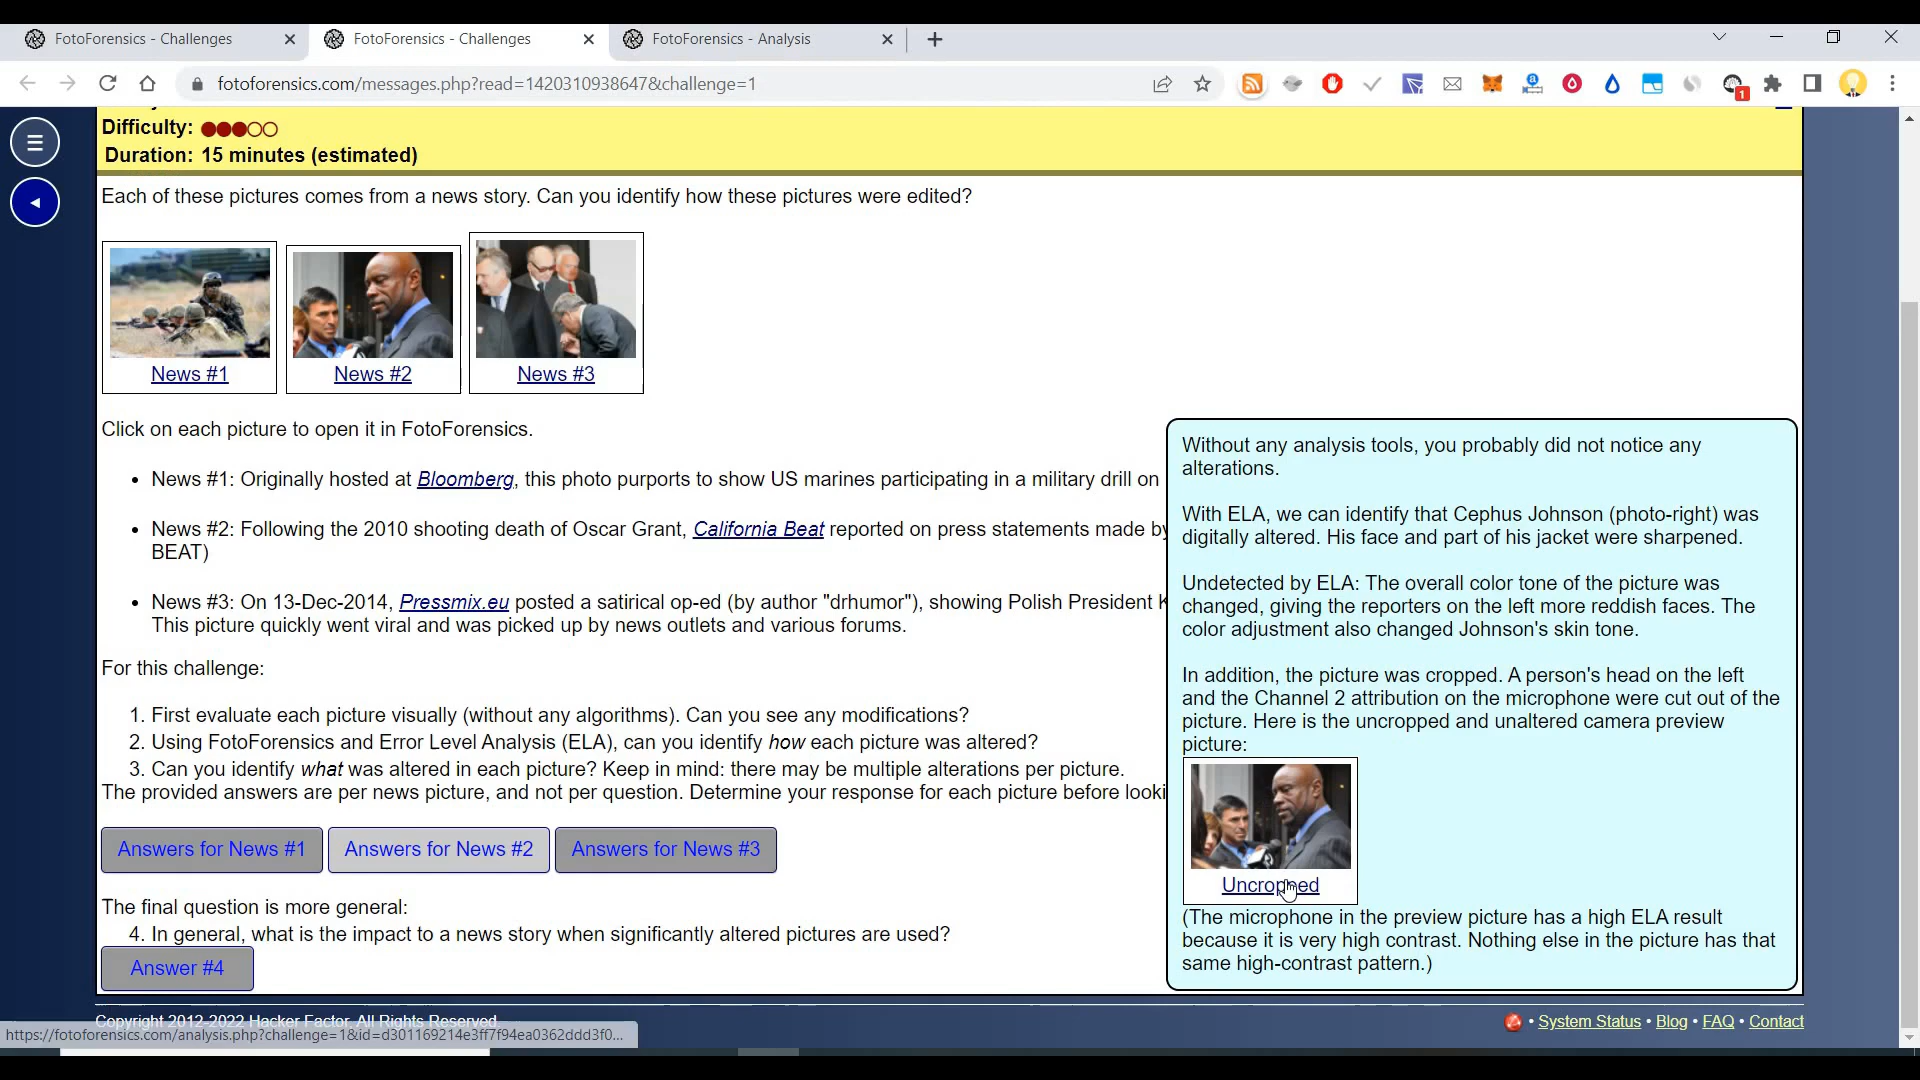 FotoForensics - Challenges
FotoForensics - Challenges
FotoForensics - Analysis
fotoforensics.com/messages.php?read=1420310938647&challenge=1
1
Difficulty:
Duration: 15 minutes (estimated)
Each of these pictures comes from a news story. Can you identify how these pictures were edited?
News #1
News #2
News #3
Click on each picture to open it in FotoForensics.
• News #1: Originally hosted at Bloomberg, this photo purports to show US marines participating in a military drill on
• News #2: Following the 2010 shooting death of Oscar Grant, California Beat reported on press statements made by
BEAT)
• News #3: On 13-Dec-2014, Pressmix.eu posted a satirical op-ed (by author "drhumor"), showing Polish President K
This picture quickly went viral and was picked up by news outlets and various forums.
For this challenge:
1. First evaluate each picture visually (without any algorithms). Can you see any modifications?
2. Using FotoForensics and Error Level Analysis (ELA), can you identify how each picture was altered?
3. Can you identify what was altered in each picture? Keep in mind: there may be multiple alterations per picture.
The provided answers are per news picture, and not per question. Determine your response for each picture before looki
Answers for News #1
Answers for News #2
Answers for News #3
The final question is more general:
4. In general, what is the impact to a news story when significantly altered pictures are used?
Answer #4
Without any analysis tools, you probably did not notice any
alterations.
With ELA, we can identify that Cephus Johnson (photo-right) was
digitally altered. His face and part of his jacket were sharpened.
Undetected by ELA: The overall color tone of the picture was
changed, giving the reporters on the left more reddish faces. The
color adjustment also changed Johnson's skin tone.
In addition, the picture was cropped. A person's head on the left
and the Channel 2 attribution on the microphone were cut out of the
picture. Here is the uncropped and unaltered camera preview
picture:
Uncropped
(The microphone in the preview picture has a high ELA result
because it is very high contrast. Nothing else in the picture has that
same high-contrast pattern.)
Copyright 2012-2022 Hacker Factor. All Rights Reserved.
• System Status • Blog • FAQ • Contact
https://fotoforensics.com/analysis.php?challenge=1&id=d301169214e3ff7f94ea0362ddd3f0...